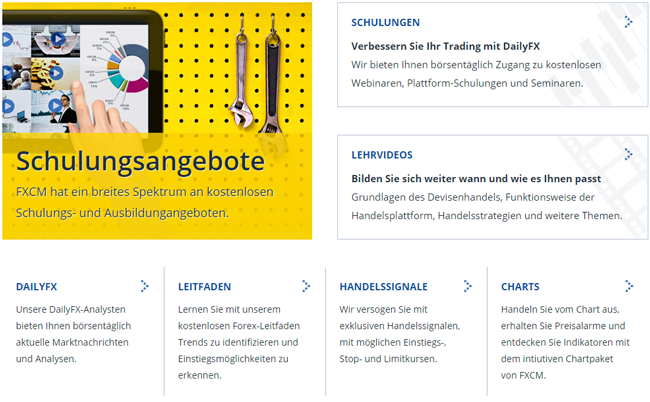 Schulungsangebote
FXCM hat ein breites Spektrum an kostenlosen
Schulungs- und Ausbildungangeboten.
SCHULUNGEN
Verbessern Sie Ihr Trading mit DailyFX
Wir bieten Ihnen börsentäglich Zugang zu kostenlosen
Webinaren, Plattform-Schulungen und Seminaren.
LEHRVIDEOS
Bilden Sie sich weiter wann und wie es Ihnen passt
Grundlagen des Devisenhandels, Funktionsweise der
Handelsplattform, Handelsstrategien und weitere Themen.
DAILYFX
Unsere DailyFX-Analysten
bieten Ihnen börsentäglich
aktuelle Marktnachrichten
und Analysen.
LEITFADEN
Lernen Sie mit unserem
kostenlosen Forex-Leitfaden
Trends zu identifizieren und
Einstiegsmöglichkeiten zu
erkennen.
HANDELSSIGNALE
Wir versogen Sie mit
exklusiven Handelssignalen,
mit möglichen Einstiegs-,
Stop- und Limitkursen.
CHARTS
Handeln Sie vom Chart aus,
erhalten Sie Preisalarme und
entdecken Sie Indikatoren mit
dem intiutiven Chartpaket
von FXCM.